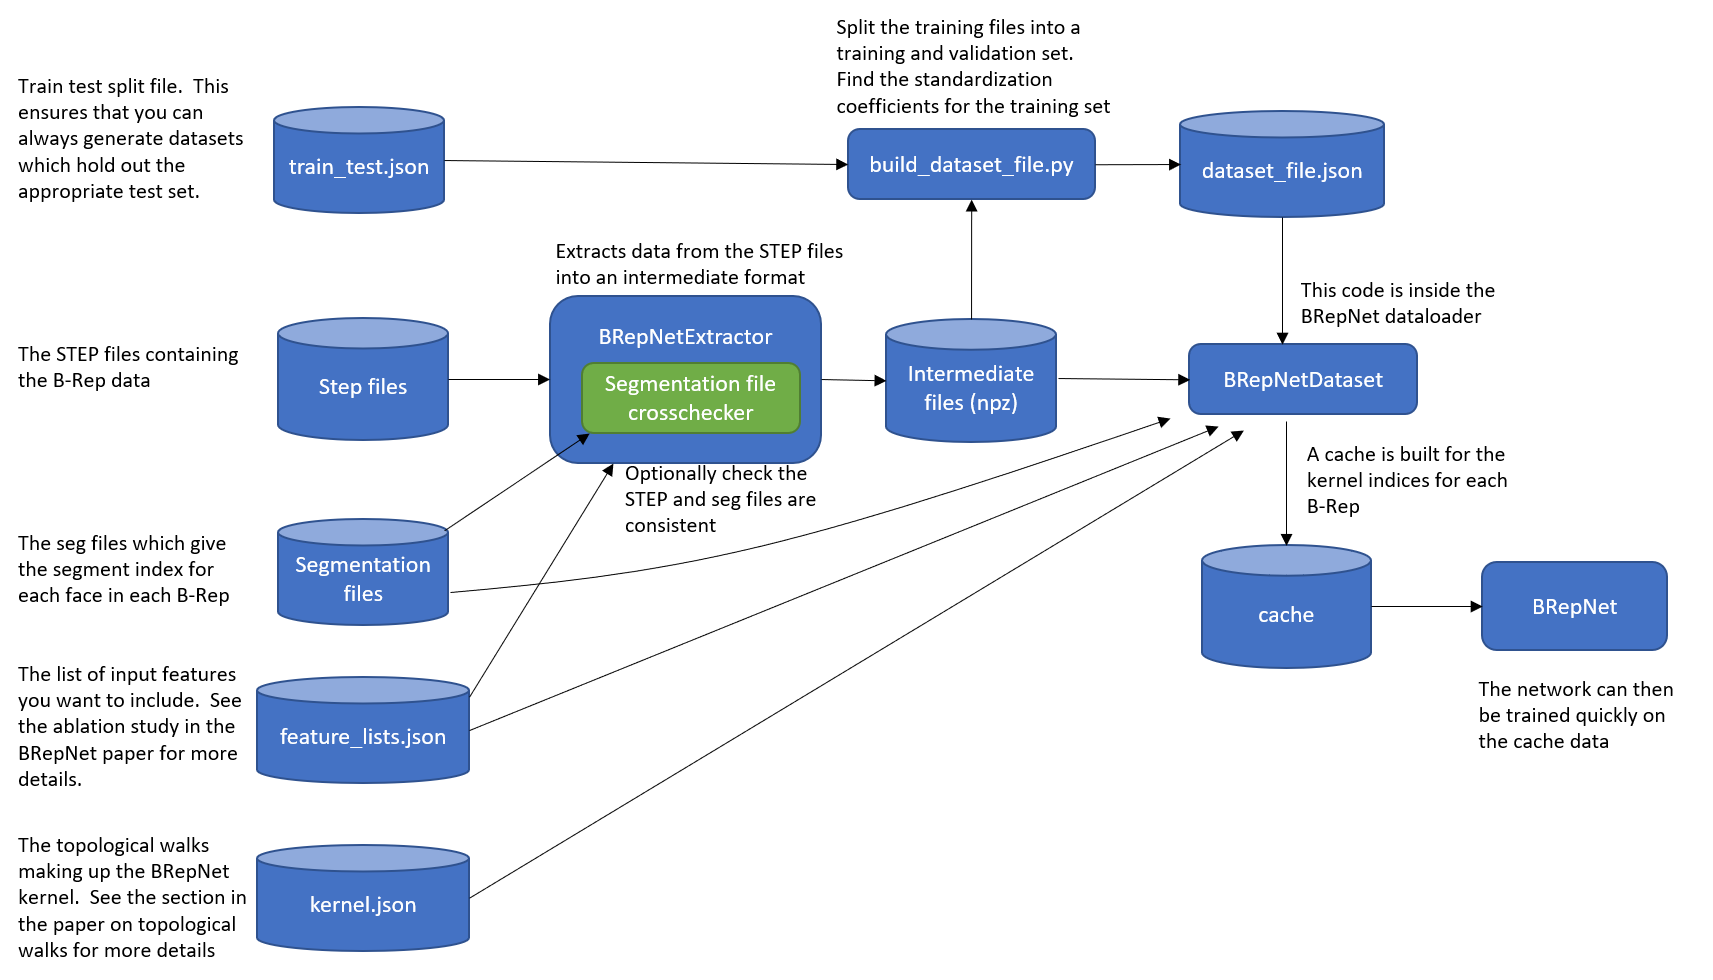 Split the training files into a
training and validation set.
Find the standardization
coefficients for the training set
Train test split file.  This
ensures that you can
always generate datasets
which hold out the
appropriate test set.
train_test.json
build_dataset_file.py
dataset_file.json
Extracts data from the STEP files
into an intermediate format
This code is inside the
BRepNet dataloader
The STEP files containing
the B-Rep data
Step files
BRepNetExtractor
Segmentation file
crosschecker
Intermediate
files (npz)
BRepNetDataset
Optionally check the
STEP and seg files are
consistent
A cache is built for the
kernel indices for each
B-Rep
The seg files which give
the segment index for
each face in each B-Rep
Segmentation
files
cache
BRepNet
The network can then
be trained quickly on
the cache data
The list of input features
you want to include.  See
the ablation study in the
BRepNet paper for more
details.
feature_lists.json
The topological walks
making up the BRepNet
kernel.  See the section in
the paper on topological
walks for more details
kernel.json